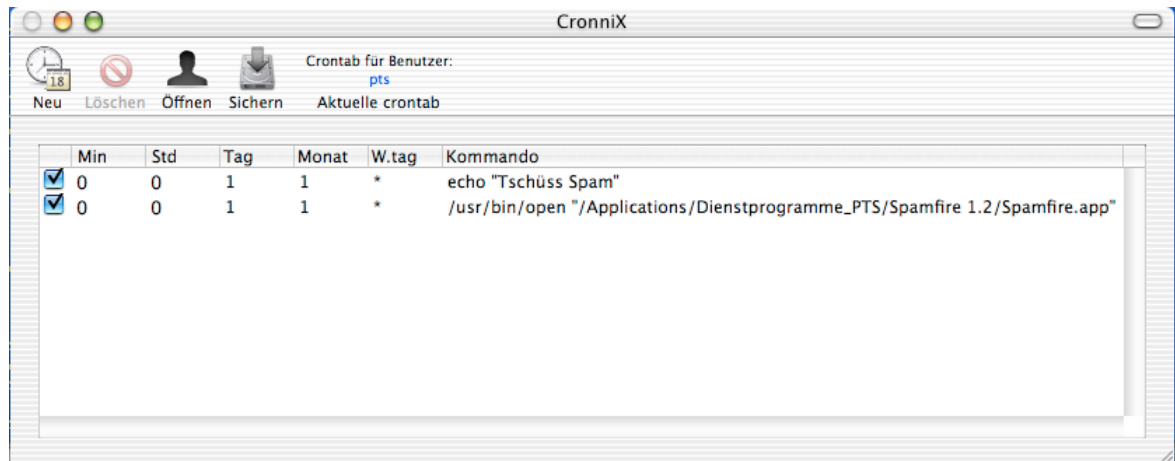 CronniX
Neu Löschen Öffnen Sichern
Crontab für Benutzer:
pts
Aktuelle crontab
18
Min Std Tag Monat W.tag Kommando
0 0 1 1 * echo "Tschüss Spam"
0 0 1 1 * /usr/bin/open "/Applications/Dienstprogramme_PTS/Spamfire 1.2/Spamfire.app"